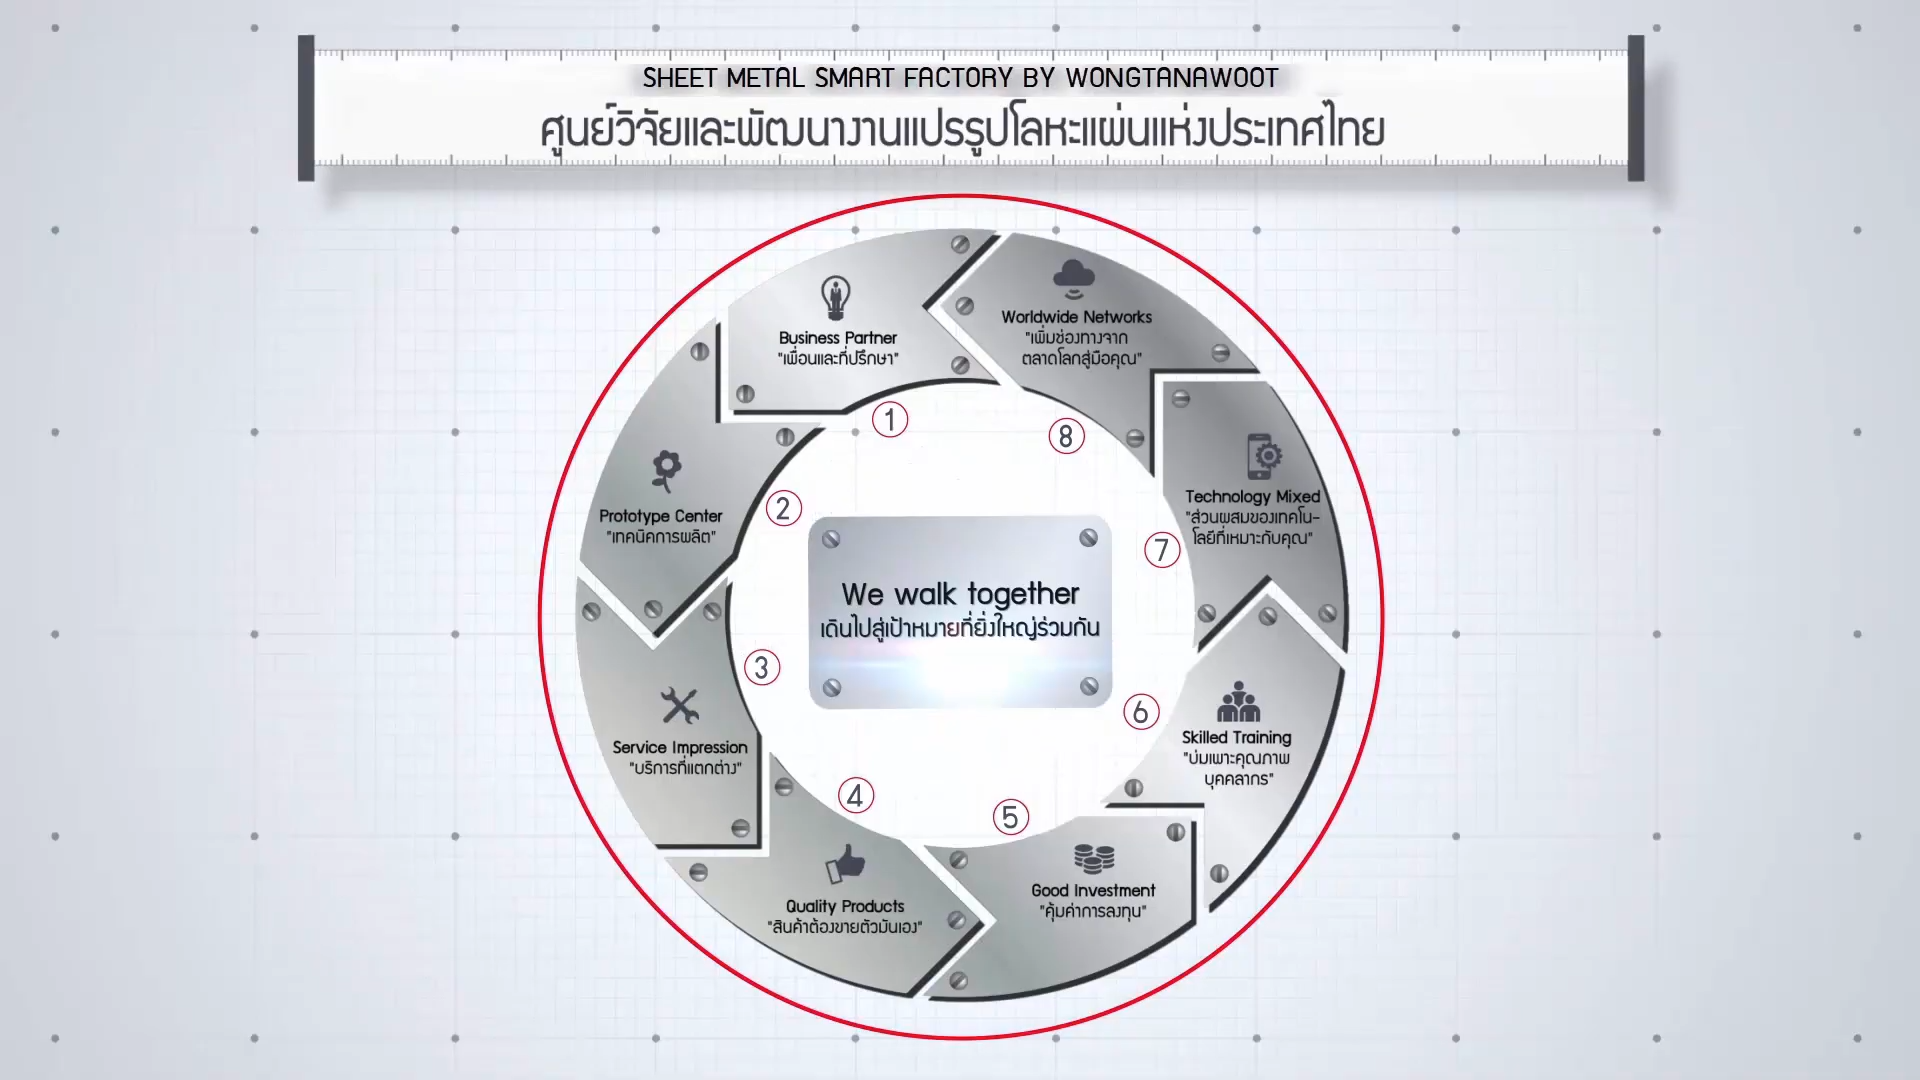 SHEET METAL SMART FACTORY BY WONGTANAWOOT
ศูนย์วิจัยและพัฒนางานแปรรูปโลหะแผ่นแห่งประเทศไทย
Business Partner
"เพื่อนและที่ปรึกษา"
1
Prototype Center
"เทคนิคการผลิต"
2
Service Impression
"บริการที่แตกต่าง"
3
Quality Products
"สินค้าต้องขายตัวมันเอง"
4
Good Investment
"คุ้มค่าการลงทุน"
5
Skilled Training
"บ่มเพาะคุณภาพ
บุคคลากร"
6
Technology Mixed
"ส่วนผสมของเทคโน-
โลยีที่เหมาะกับคุณ"
7
Worldwide Networks
"เพิ่มช่องทางจาก
ตลาดโลกสู่มือคุณ"
8
We walk together
เดินไปสู่เป้าหมายที่ยิ่งใหญ่ร่วมกัน